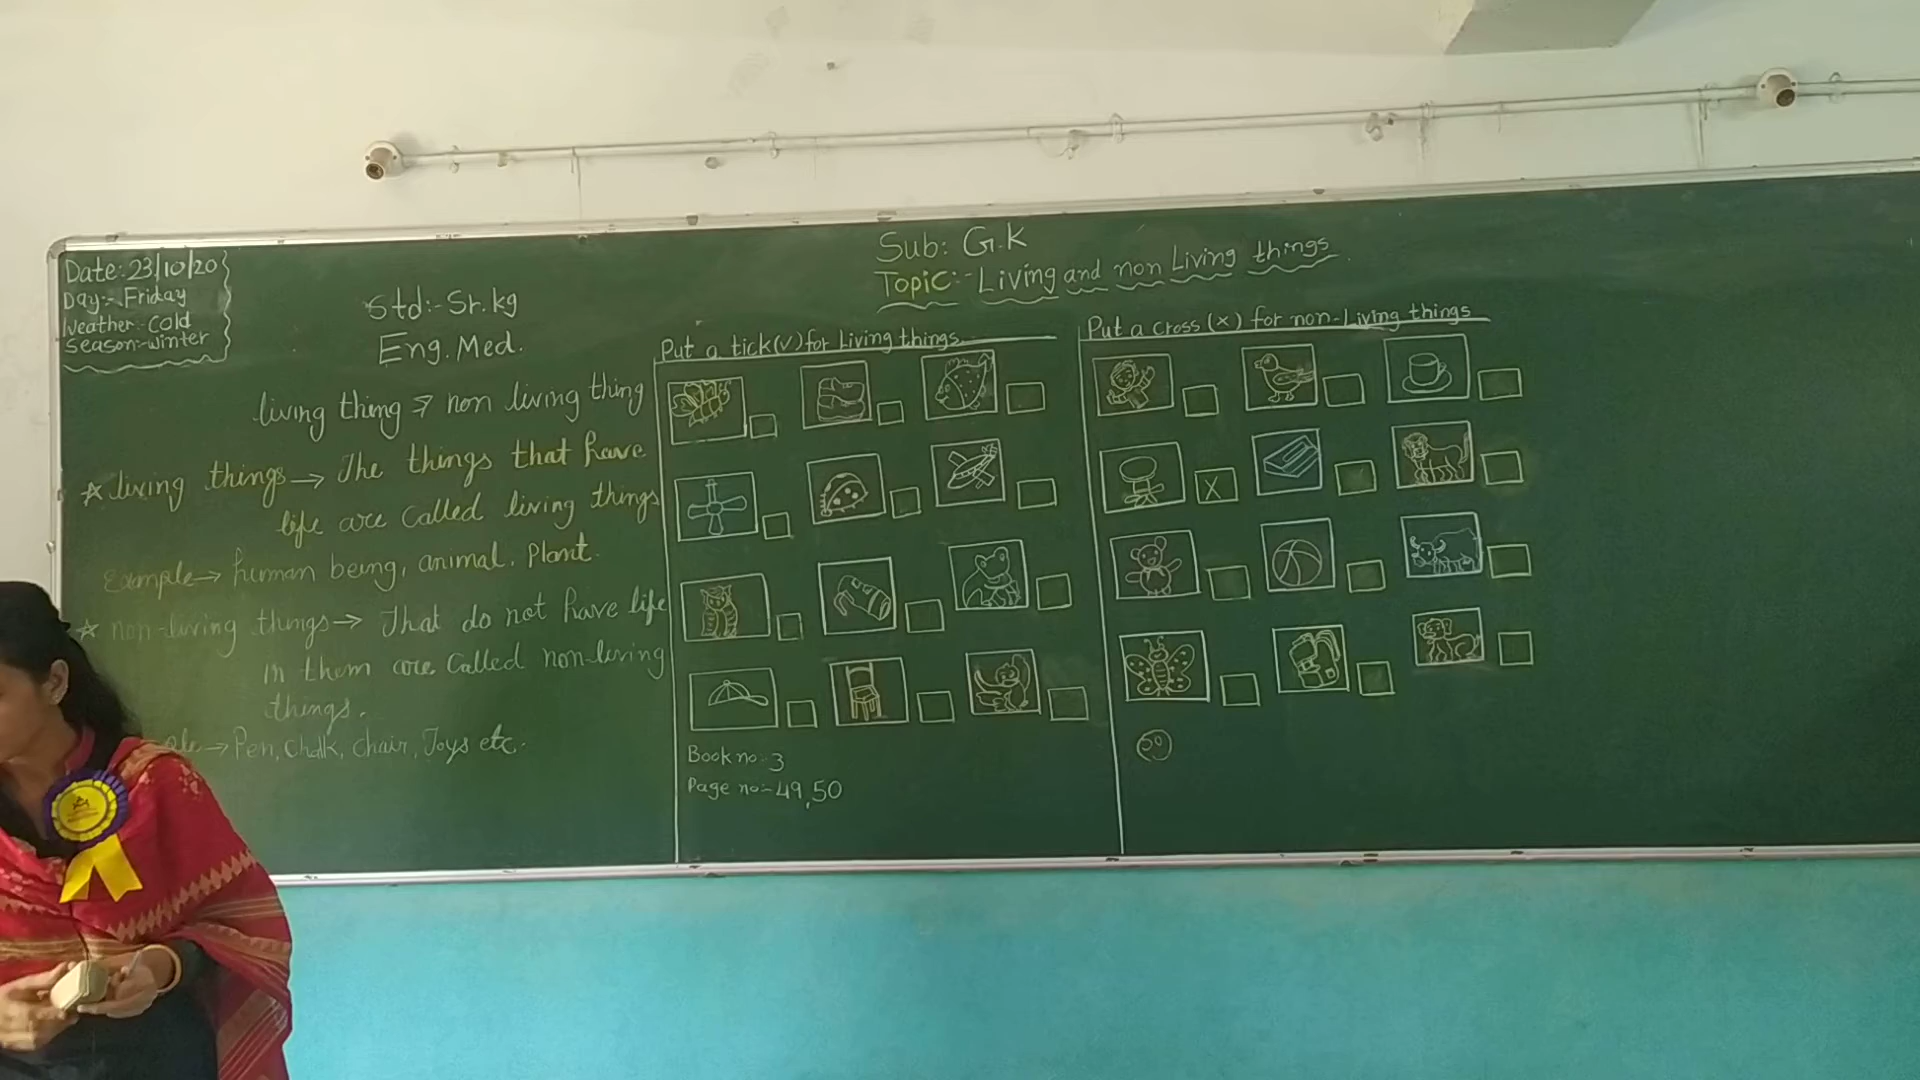 Date:23/10/20
Day:-Friday
Weather:-Cold
Season:-winter
Std:-Sr.kg
Eng.Med.
Sub: G.K
Topic:-Living and non Living things.
living thing → non living thing
☆ living things → The things that have
life are called living things
Example → human being, animal. Plant.
☆ non-living things → That do not have life
in them are called non-living
things.
→ Pen, Chalk, chair, Toys etc.
Put a tick(√) for Living things.
Book no:-3
Page no:-49,50
Put a cross (x) for non-Living things
X